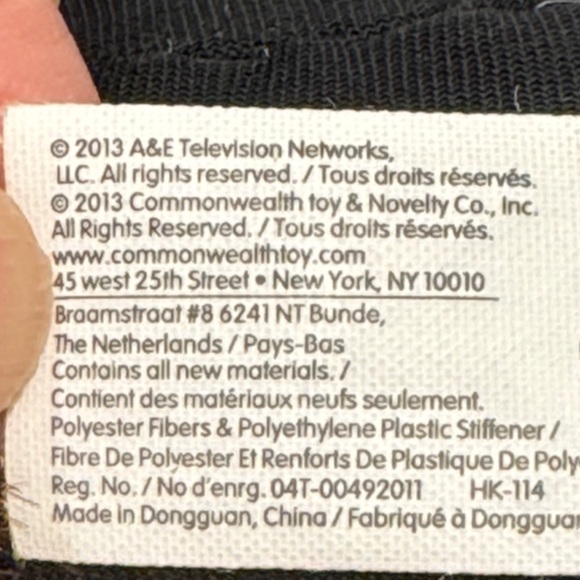 © 2013 A&E Television Networks,
LLC. All rights reserved. / Tous droits réservés.
© 2013 Commonwealth toy & Novelty Co., Inc.
All Rights Reserved. / Tous droits réservés.
www.commonwealthtoy.com
45 west 25th Street • New York, NY 10010
Braamstraat #8 6241 NT Bunde,
The Netherlands / Pays-Bas
Contains all new materials. /
Contient des matériaux neufs seulement.
Polyester Fibers & Polyethylene Plastic Stiffener /
Fibre De Polyester Et Renforts De Plastique De Poly
Reg. No. / No d'enrg. 04T-00492011 HK-114
Made in Dongguan, China / Fabriqué à Dongguan